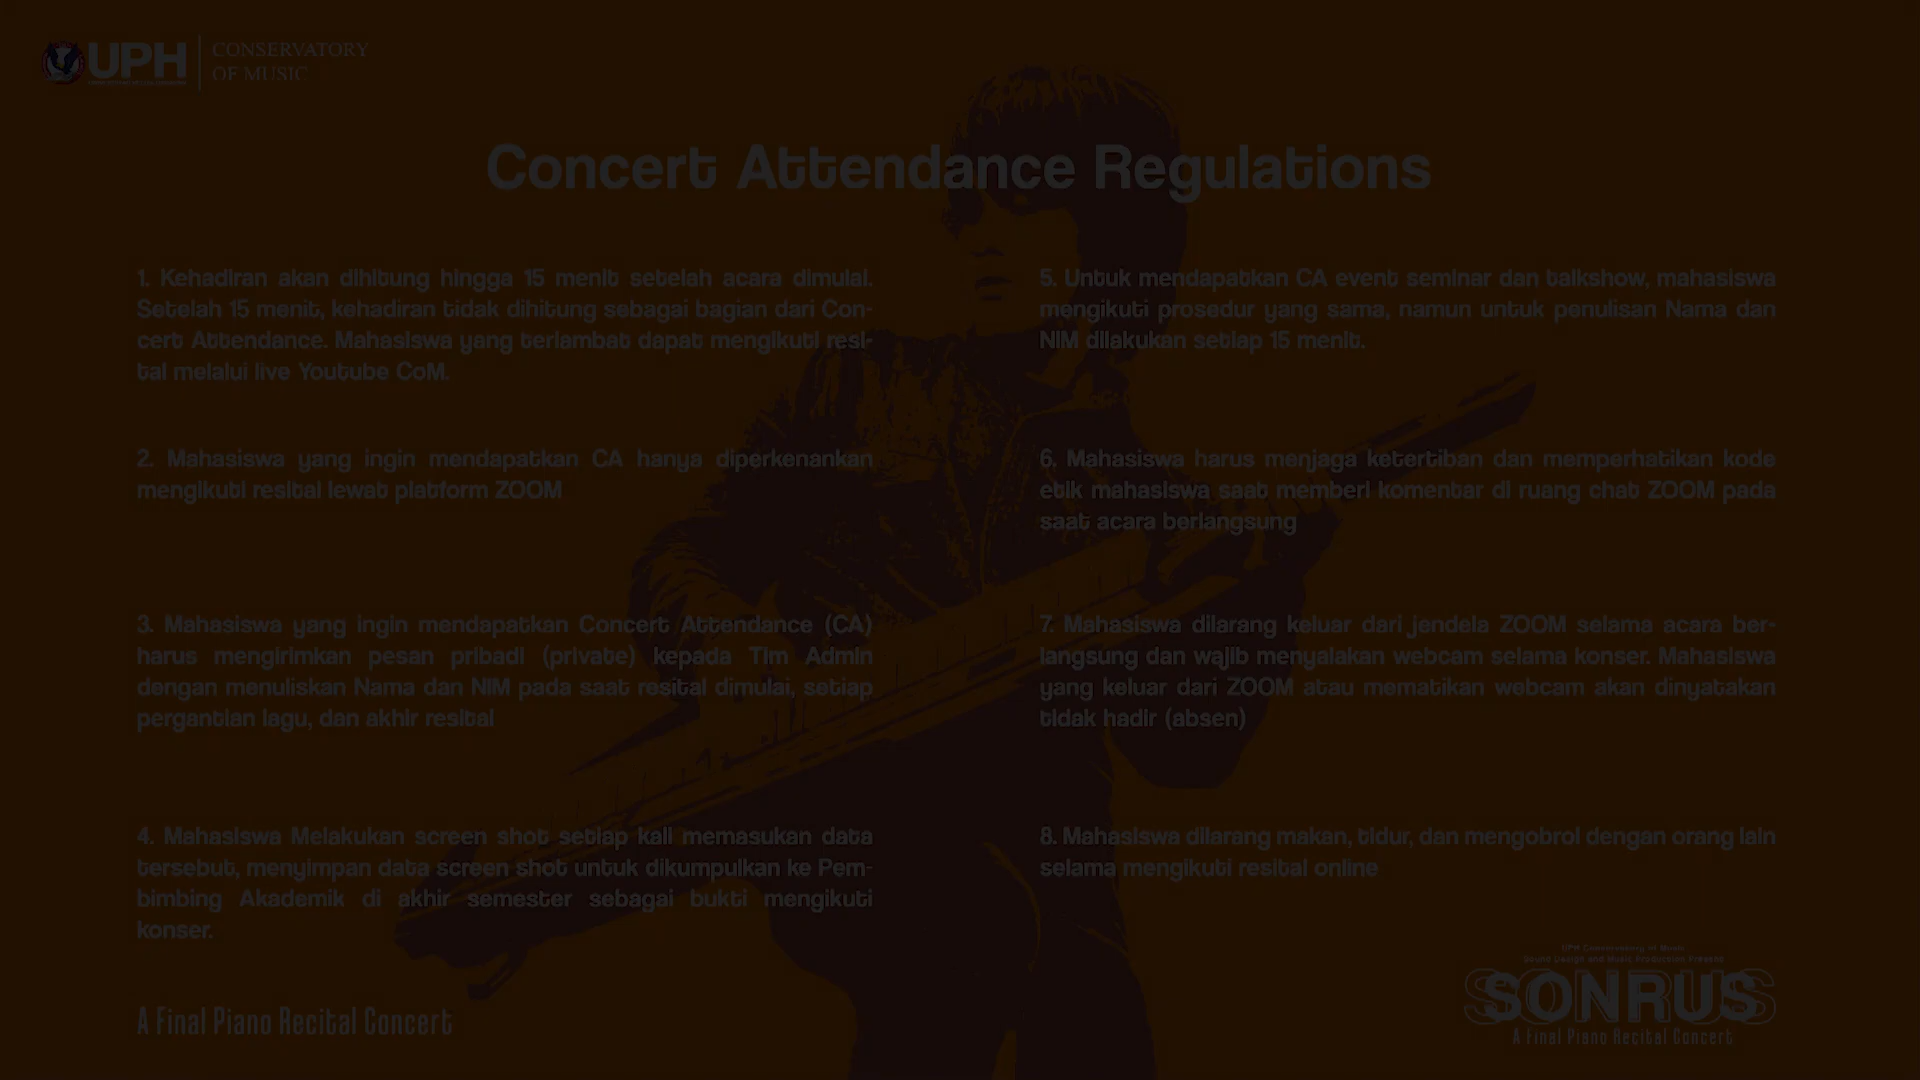 UPH
CONSERVATORY
OF MUSIC
Concert Attendance Regulations
1. Kehadiran akan dihitung hingga 15 menit setelah acara dimulai.
Setelah 15 menit, kehadiran tidak dihitung sebagai bagian dari Con-
cert Attendance. Mahasiswa yang terlambat dapat mengikuti resi-
tal melalui live Youtube CoM.
2. Mahasiswa yang ingin mendapatkan CA hanya diperkenankan
mengikuti resital lewat platform ZOOM
3. Mahasiswa yang ingin mendapatkan Concert Attendance (CA)
harus mengirimkan pesan pribadi (private) kepada Tim Admin
dengan menuliskan Nama dan NIM pada saat resital dimulai, setiap
pergantian lagu, dan akhir resital
4. Mahasiswa Melakukan screen shot setiap kali memasukan data
tersebut, menyimpan data screen shot untuk dikumpulkan ke Pem-
bimbing Akademik di akhir semester sebagai bukti mengikuti
konser.
5. Untuk mendapatkan CA event seminar dan talkshow, mahasiswa
mengikuti prosedur yang sama, namun untuk penulisan Nama dan
NIM dilakukan setiap 15 menit.
6. Mahasiswa harus menjaga ketertiban dan memperhatikan kode
etik mahasiswa saat memberi komentar di ruang chat ZOOM pada
saat acara berlangsung
7. Mahasiswa dilarang keluar dari jendela ZOOM selama acara ber-
langsung dan wajib menyalakan webcam selama konser. Mahasiswa
yang keluar dari ZOOM atau mematikan webcam akan dinyatakan
tidak hadir (absen)
8. Mahasiswa dilarang makan, tidur, dan mengobrol dengan orang lain
selama mengikuti resital online
A Final Piano Recital Concert
UPH Conservatory of Music
Sound Design and Music Production Present
SONRUS
A Final Piano Recital Concert